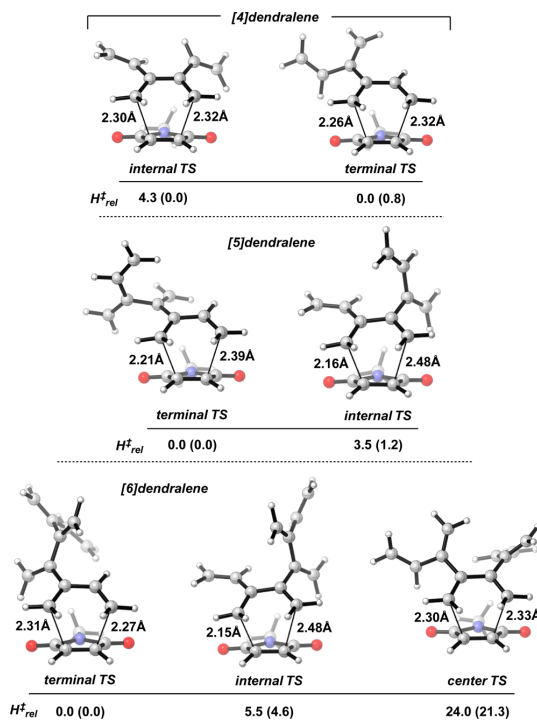 [4]dendralene
2.30Å 2.32Å 2.26Å 2.32Å
internal TS terminal TS
H‡rel 4.3 (0.0) 0.0 (0.8)
[5]dendralene
2.21Å 2.39Å 2.16Å 2.48Å
terminal TS internal TS
H‡rel 0.0 (0.0) 3.5 (1.2)
[6]dendralene
2.31Å 2.27Å 2.15Å 2.48Å 2.30Å 2.33Å
terminal TS internal TS center TS
H‡rel 0.0 (0.0) 5.5 (4.6) 24.0 (21.3)